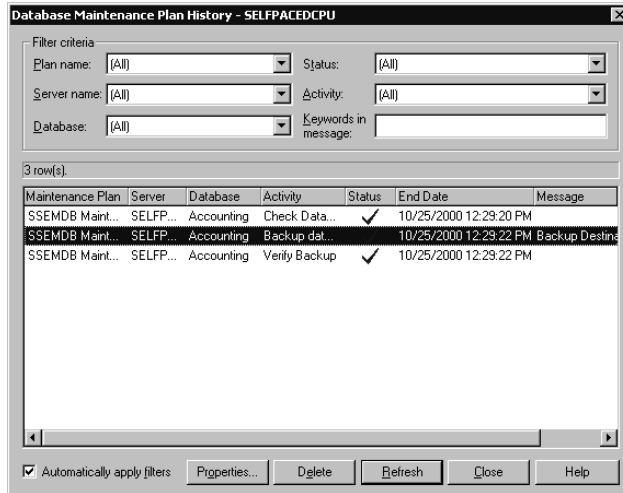 Database Maintenance Plan History - SELFPACEDCPU
Filter criteria
Plan name: (All) Status: (All)
Server name: (All) Activity: (All)
Database: (All) Keywords in message:
3 row(s).
Maintenance Plan Server Database Activity Status End Date Message
SSEMDB Maint... SELFP... Accounting Check Data... 10/25/2000 12:29:20 PM
SSEMDB Maint... SELFP... Accounting Backup dat... 10/25/2000 12:29:22 PM Backup Destina
SSEMDB Maint... SELFP... Accounting Verify Backup 10/25/2000 12:29:22 PM
Automatically apply filters Properties... Delete Refresh Close Help